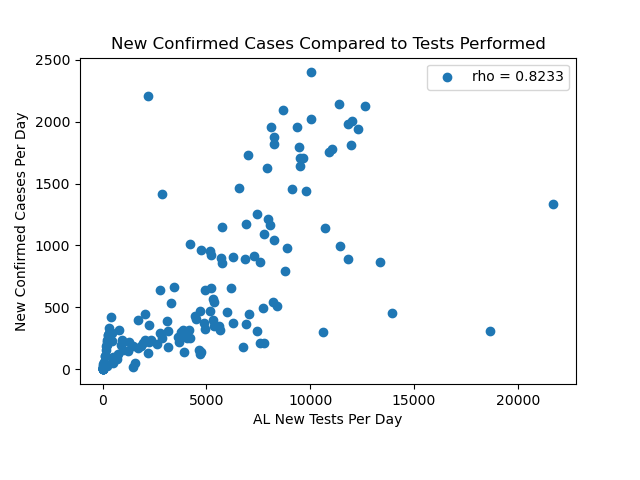 New Confirmed Cases Compared to Tests Performed
rho = 0.8233
New Confirmed Caeses Per Day
2500
2000
1500
1000
500
0
0 5000 10000 15000 20000
AL New Tests Per Day